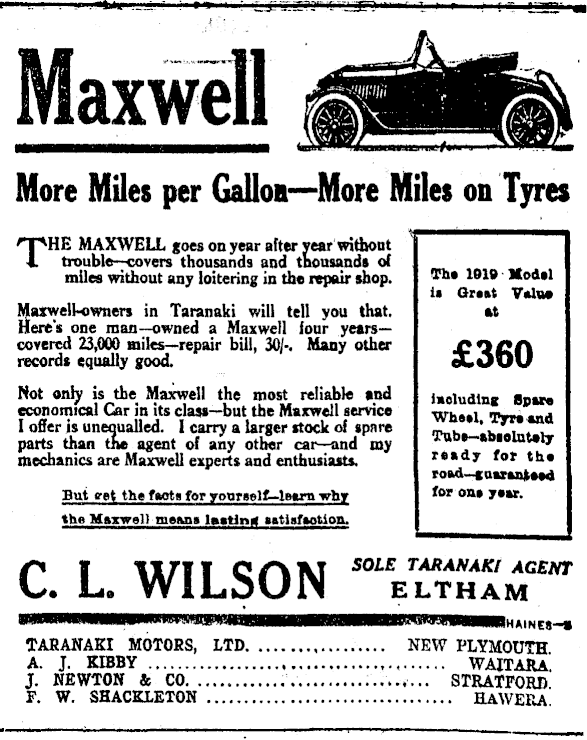 Maxwell
More Miles per Gallon—More Miles on Tyres
THE MAXWELL goes on year after year without
trouble—covers thousands and thousands of
miles without any loitering in the repair shop.
Maxwell-owners in Taranaki will tell you that.
Here's one man—owned a Maxwell four years—
covered 23,000 miles—repair bill, 30/-. Many other
records equally good.
Not only is the Maxwell the most reliable and
economical Car in its class—but the Maxwell service
I offer is unequalled. I carry a larger stock of spare
parts than the agent of any other car—and my
mechanics are Maxwell experts and enthusiasts.
But get the facts for yourself—learn why
the Maxwell means lasting satisfaction.
The 1919 Model
is Great Value
at
£360
including Spare
Wheel, Tyre and
Tube—absolutely
ready for the
road—guaranteed
for one year.
C. L. WILSON
SOLE TARANAKI AGENT
ELTHAM
HAINES—
TARANAKI MOTORS, LTD. ................ NEW PLYMOUTH.
A. J. KIBBY ........................................ WAITARA.
J. NEWTON & CO. ................................ STRATFORD.
F. W. SHACKLETON ................................ HAWERA.